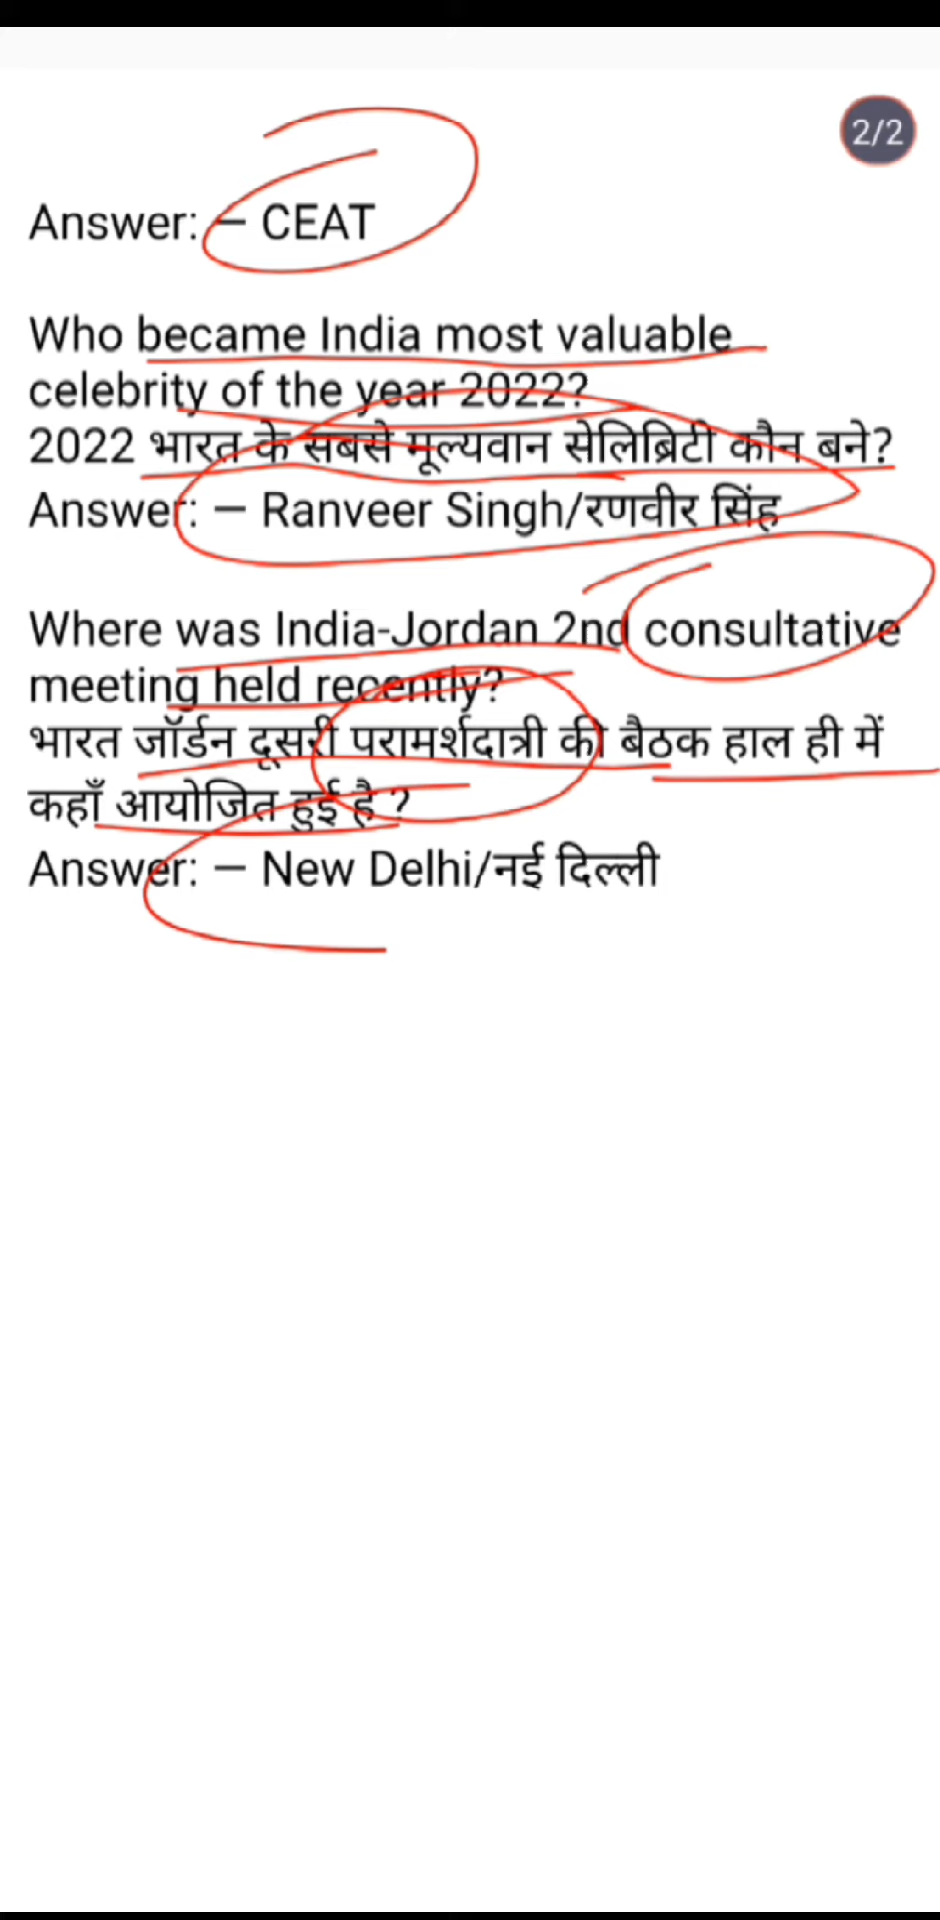 2/2
Answer: – CEAT
Who became India most valuable
celebrity of the year 2022?
2022 भारत के सबसे मूल्यवान सेलिब्रिटी कौन बने?
Answer: – Ranveer Singh/रणवीर सिंह
Where was India-Jordan 2nd consultative
meeting held recently?
भारत जॉर्डन दूसरी परामर्शदात्री की बैठक हाल ही में
कहाँ आयोजित हुई है ?
Answer: – New Delhi/नई दिल्ली